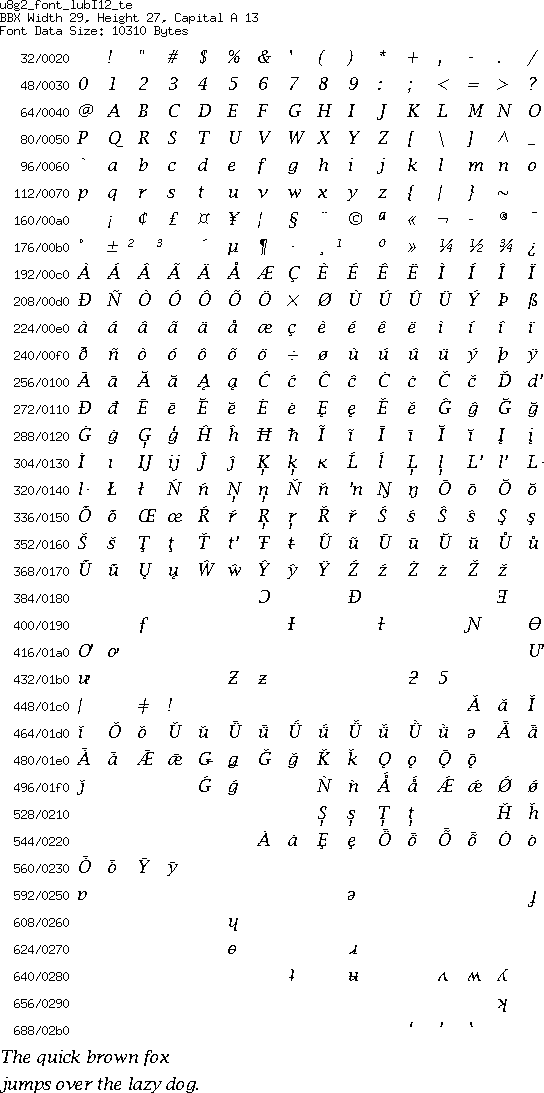 u8g2_font_lubI12_te
BBX Width 29, Height 27, Capital A 13
Font Data Size: 10310 Bytes
32/0020 ! " # $ % & ' ( ) * + , - . /
48/0030 0 1 2 3 4 5 6 7 8 9 : ; < = > ?
64/0040 @ A B C D E F G H I J K L M N O
80/0050 P Q R S T U V W X Y Z [ \ ] ^ _
96/0060 ` a b c d e f g h i j k l m n o
112/0070 p q r s t u v w x y z { | } ~
160/00a0 ¡ ¢ £ ¤ ¥ ¦ § ¨ © ª « ¬ - ® ¯
176/00b0 ° ± ² ³ ´ µ ¶ · ¸ ¹ º » ¼ ½ ¾ ¿
192/00c0 À Á Â Ã Ä Å Æ Ç È É Ê Ë Ì Í Î Ï
208/00d0 Ð Ñ Ò Ó Ô Õ Ö × Ø Ù Ú Û Ü Ý Þ ß
224/00e0 à á â ã ä å æ ç è é ê ë ì í î ï
240/00f0 ð ñ ò ó ô õ ö ÷ ø ù ú û ü ý þ ÿ
256/0100 Ā ā Ă ă Ą ą Ć ć Ĉ ĉ Ċ ċ Č č Ď ď
272/0110 Đ đ Ē ē Ĕ ĕ Ė ė Ę ę Ě ě Ĝ ĝ Ğ ğ
288/0120 Ġ ġ Ģ ģ Ĥ ĥ Ħ ħ Ĩ ĩ Ī ī Ĭ ĭ Į į
304/0130 İ ı Ĳ ĳ Ĵ ĵ Ķ ķ ĸ Ĺ ĺ Ļ ļ Ľ ľ Ŀ
320/0140 ŀ Ł ł Ń ń Ņ ņ Ň ň ŉ Ŋ ŋ Ō ō Ŏ ŏ
336/0150 Ő ő Œ œ Ŕ ŕ Ŗ ŗ Ř ř Ś ś Ŝ ŝ Ş ş
352/0160 Š š Ţ ţ Ť ť Ŧ ŧ Ũ ũ Ū ū Ŭ ŭ Ů ů
368/0170 Ű ű Ų ų Ŵ ŵ Ŷ ŷ Ÿ Ź ź Ż ż Ž ž
384/0180 Ɔ Ɖ Ǝ
400/0190 ƒ Ɨ ƚ Ɲ Ɵ
416/01a0 Ơ ơ Ư
432/01b0 ư Ƶ ƶ ƻ Ƽ
448/01c0 ǀ ǂ ǃ Ǎ ǎ Ǐ
464/01d0 ǐ Ǒ ǒ Ǔ ǔ Ǖ ǖ Ǘ ǘ Ǚ ǚ Ǜ ǜ ǝ Ǟ ǟ
480/01e0 Ǡ ǡ Ǣ ǣ Ǥ ǥ Ǧ ǧ Ǩ ǩ Ǫ ǫ Ǭ ǭ
496/01f0 ǰ Ǵ ǵ Ǹ ǹ Ǻ ǻ Ǽ ǽ Ǿ ǿ
528/0210 Ș ș Ț ț Ȟ ȟ
544/0220 Ȧ ȧ Ȩ ȩ Ȫ ȫ Ȭ ȭ Ȯ ȯ
560/0230 Ȱ ȱ Ȳ ȳ
592/0250 ɐ ə ɟ
608/0260 ɥ
624/0270 ɵ ɹ
640/0280 ʇ ʉ ʌ ʍ ʎ
656/0290 ʞ
688/02b0 ʻ ʼ ʽ
The quick brown fox
jumps over the lazy dog.